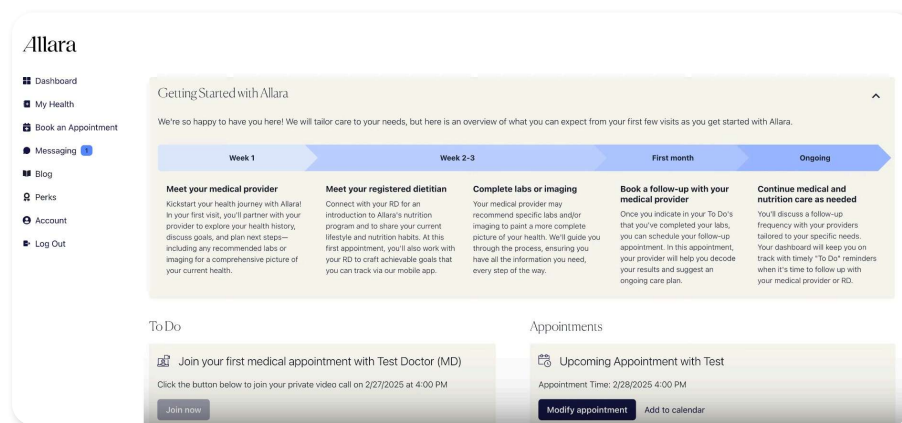 Allara
Dashboard
My Health
Book an Appointment
Messaging 1
Blog
Perks
Account
Log Out
Getting Started with Allara
We're so happy to have you here! We will tailor care to your needs, but here is an overview of what you can expect from your first few visits as you get started with Allara.
Week 1
Week 2-3
First month
Ongoing
Meet your medical provider
Kickstart your health journey with Allara!
In your first visit, you'll partner with your
provider to explore your health history,
discuss goals, and plan next steps—
including any recommended labs or
imaging for a comprehensive picture of
your current health.
Meet your registered dietitian
Connect with your RD for an
introduction to Allara's nutrition
program and to share your current
lifestyle and nutrition habits. At this
first appointment, you'll also work with
your RD to craft achievable goals that
you can track via our mobile app.
Complete labs or imaging
Your medical provider may
recommend specific labs and/or
imaging to paint a more complete
picture of your health. We'll guide you
through the process, ensuring you
have all the information you need,
every step of the way.
Book a follow-up with your
medical provider
Once you indicate in your To Do's
that you've completed your labs,
you can schedule your follow-up
appointment. In this appointment,
your provider will help you decode
your results and suggest an
ongoing care plan.
Continue medical and
nutrition care as needed
You'll discuss a follow-up
frequency with your providers
tailored to your specific needs.
Your dashboard will keep you on
track with timely "To Do" reminders
when it's time to follow up with
your medical provider or RD.
To Do
Join your first medical appointment with Test Doctor (MD)
Click the button below to join your private video call on 2/27/2025 at 4:00 PM
Join now
Appointments
Upcoming Appointment with Test
Appointment Time: 2/28/2025 4:00 PM
Modify appointment
Add to calendar